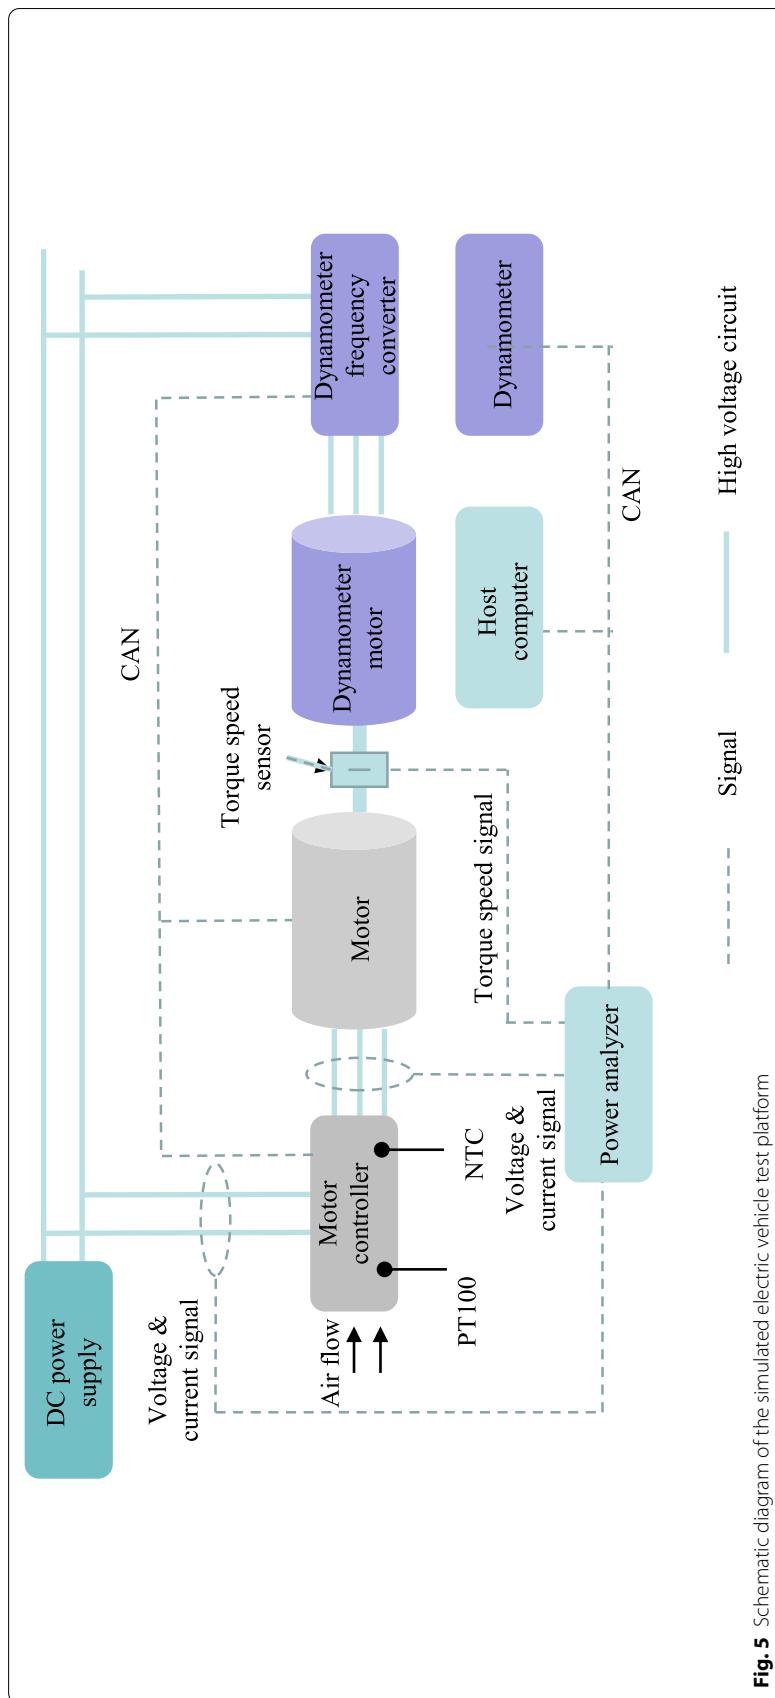 DC power
supply
Voltage &
current signal
CAN
Torque speed
sensor
Air flow
Motor
controller
Motor
Dynamometer
motor
Dynamometer
frequency
converter
PT100
NTC
Voltage &
current signal
Torque speed signal
Host
computer
Dynamometer
Power analyzer
CAN
Signal
High voltage circuit
Fig. 5 Schematic diagram of the simulated electric vehicle test platform